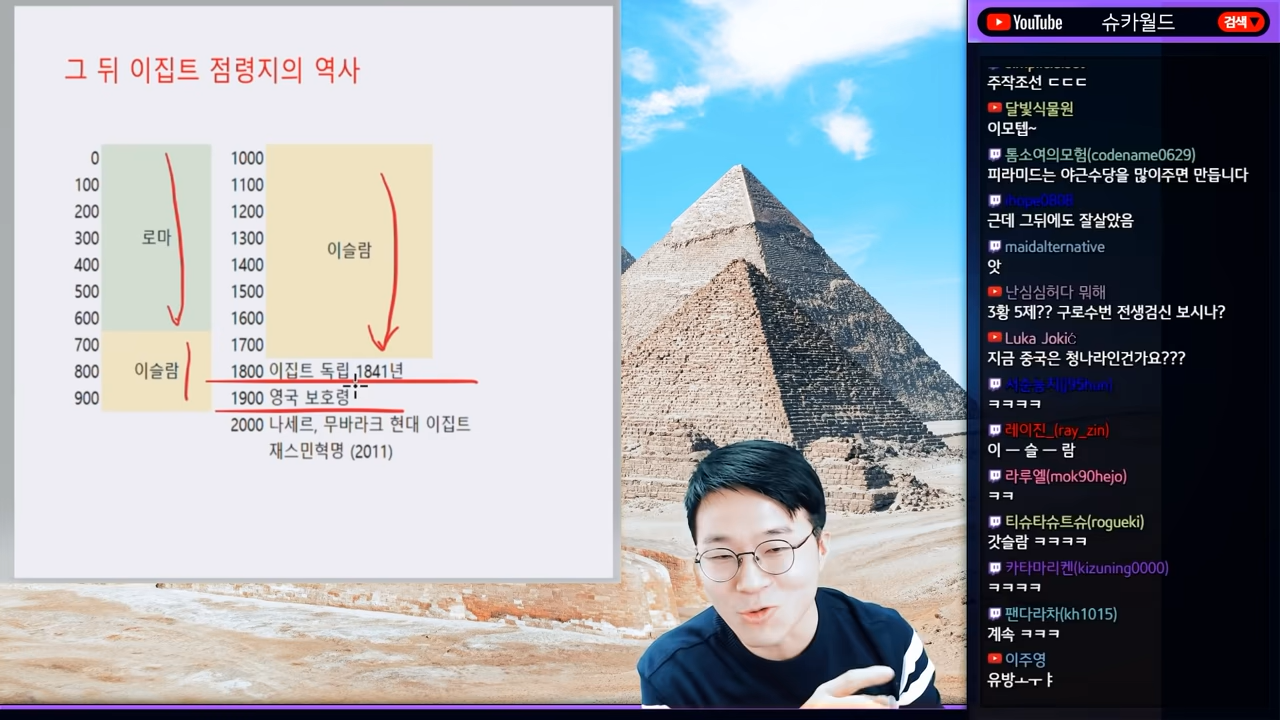 그 뒤 이집트 점령지의 역사
0
100
200
300
400
500
600
700
800
900
로마
이슬람
1000
1100
1200
1300
1400
1500
1600
1700
이슬람
1800 이집트 독립 1841년
1900 영국 보호령
2000 나세르, 무바라크 현대 이집트
재스민혁명 (2011)
YouTube 슈카월드 검색
주작조선 ㄷㄷㄷ
달빛식물원
이모텝~
톰소여의모험(codename0629)
피라미드는 야근수당을 많이주면 만듭니다
근데 그뒤에도 잘살았음
maidalternative
앗
난심심허다 뭐해
3황 5제?? 구로수번 전생검신 보시나?
Luka Jokić
지금 중국은 청나라인건가요???
ㅋㅋㅋㅋ
레이진_(ray_zin)
이 ㅡ 슬 ㅡ 람
라루엘(mok90hejo)
ㅋㅋ
티슈타슈트슈(rogueki)
갓슬람 ㅋㅋㅋㅋ
카타마리켄(kizuning0000)
ㅋㅋㅋㅋ
팬다라차(kh1015)
계속 ㅋㅋㅋ
이주영
유방ㅗㅜㅑ